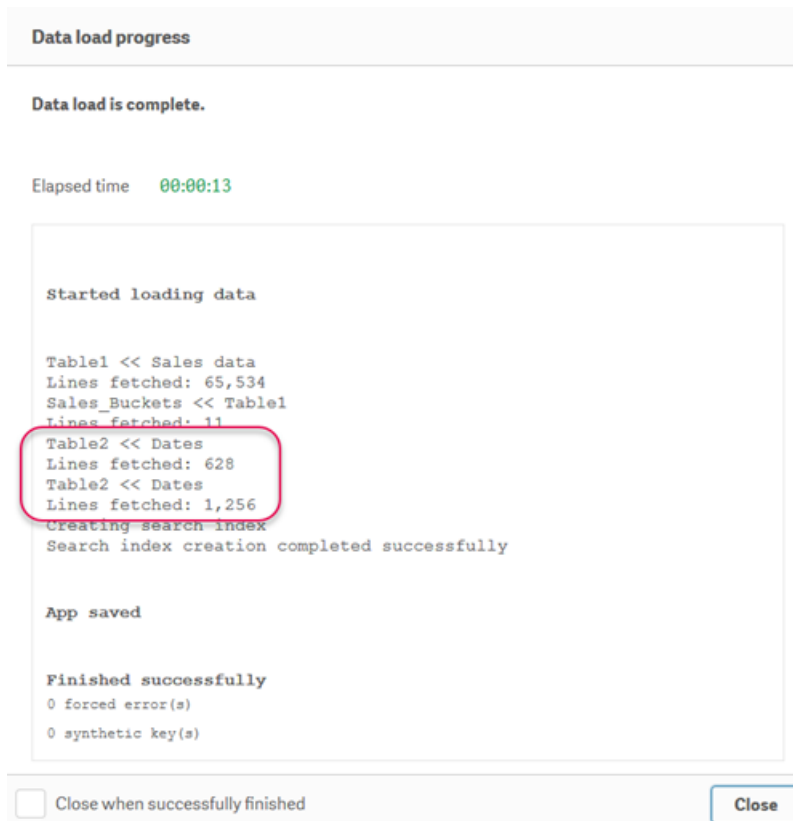 Data load progress
Data load is complete.
Elapsed time 00:00:13
Started loading data
Table1 << Sales data
Lines fetched: 65,534
Sales_Buckets << Table1
Lines fetched: 11
Table2 << Dates
Lines fetched: 628
Table2 << Dates
Lines fetched: 1,256
Creating search index
Search index creation completed successfully
App saved
Finished successfully
0 forced error(s)
0 synthetic key(s)
Close when successfully finished
Close